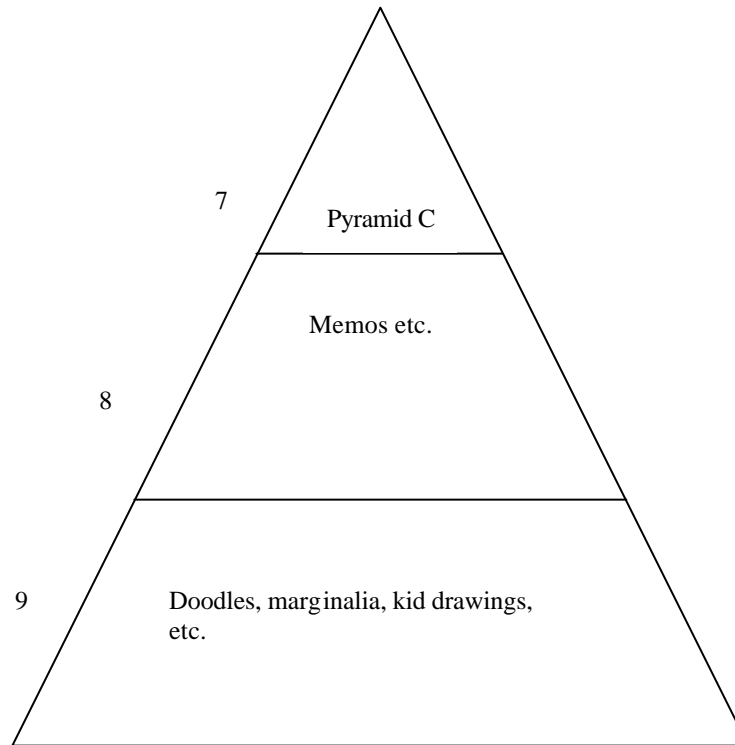 7
Pyramid C
Memos etc.
8
9
Doodles, marginalia, kid drawings,
etc.